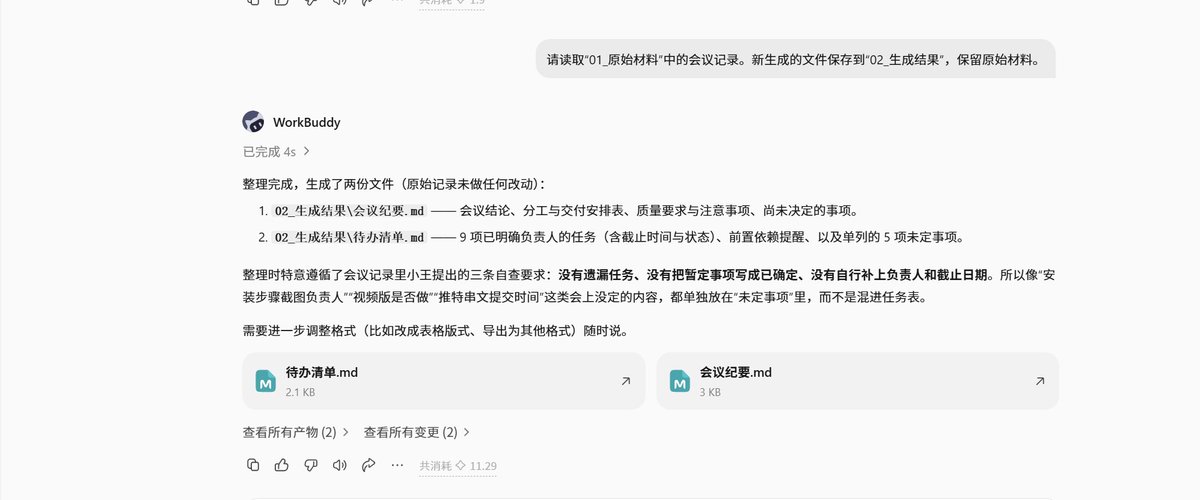 共消耗 1.9
请读取“01_原始材料”中的会议记录。新生成的文件保存到“02_生成结果”，保留原始材料。
WorkBuddy
已完成 4s
整理完成，生成了两份文件（原始记录未做任何改动）：
1. 02_生成结果\会议纪要.md —— 会议结论、分工与交付安排表、质量要求与注意事项、尚未决定的事项。
2. 02_生成结果\待办清单.md —— 9 项已明确负责人的任务（含截止时间与状态）、前置依赖提醒、以及单列的 5 项未定事项。
整理时特意遵循了会议记录里小王提出的三条自查要求：没有遗漏任务、没有把暂定事项写成已确定、没有自行补上负责人和截止日期。所以像“安
装步骤截图负责人”“视频版是否做”“推特串文提交时间”这类会上没定的内容，都单独放在“未定事项”里，而不是混进任务表。
需要进一步调整格式（比如改成表格版式、导出为其他格式）随时说。
待办清单.md
2.1 KB
会议纪要.md
3 KB
查看所有产物 (2) 查看所有变更 (2)
共消耗 11.29